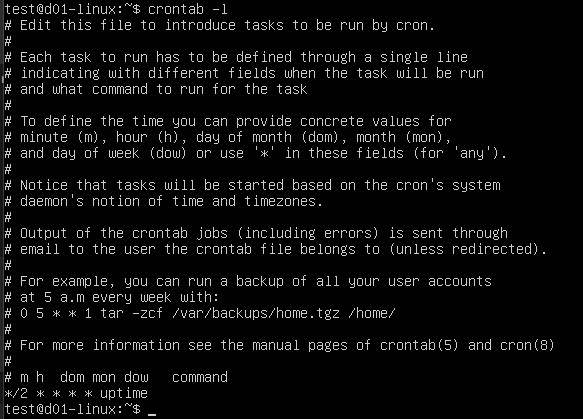 test@d01-linux:~$ crontab -l
# Edit this file to introduce tasks to be run by cron.
#
# Each task to run has to be defined through a single line
# indicating with different fields when the task will be run
# and what command to run for the task
#
# To define the time you can provide concrete values for
# minute (m), hour (h), day of month (dom), month (mon),
# and day of week (dow) or use '*' in these fields (for 'any').
#
# Notice that tasks will be started based on the cron's system
# daemon's notion of time and timezones.
#
# Output of the crontab jobs (including errors) is sent through
# email to the user the crontab file belongs to (unless redirected).
#
# For example, you can run a backup of all your user accounts
# at 5 a.m every week with:
# 0 5 * * 1 tar -zcf /var/backups/home.tgz /home/
#
# For more information see the manual pages of crontab(5) and cron(8)
#
# m h  dom mon dow   command
*/2 * * * * uptime
test@d01-linux:~$ _